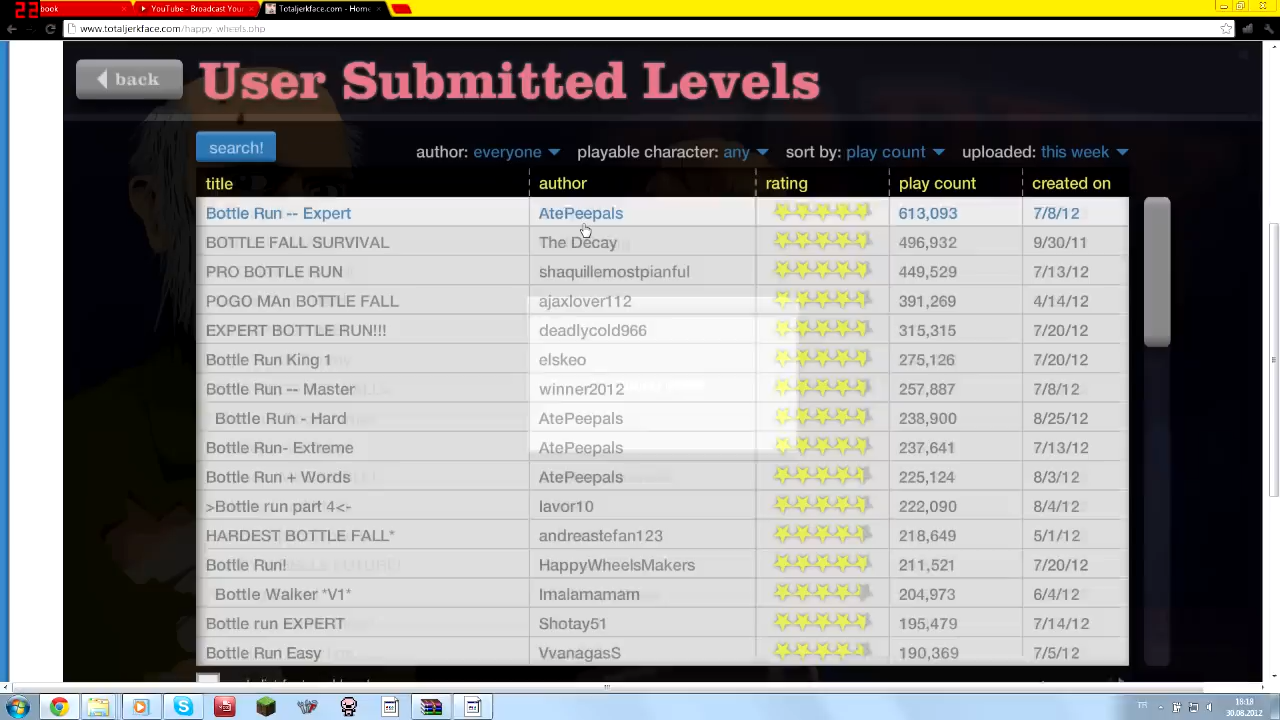 22
book
YouTube - Broadcast Your
Totaljerkface.com - Home
www.totaljerkface.com/happy_wheels.php
back
User Submitted Levels
search!
author: everyone playable character: any sort by: play count uploaded: this week
title author rating play count created on
Bottle Run -- Expert AtePeepals 613,093 7/8/12
BOTTLE FALL SURVIVAL The Decay 496,932 9/30/11
PRO BOTTLE RUN shaquillemostpianful 449,529 7/13/12
POGO MAn BOTTLE FALL ajaxlover112 391,269 4/14/12
EXPERT BOTTLE RUN!!! deadlycold966 315,315 7/20/12
Bottle Run King 1 elskeo 275,126 7/20/12
Bottle Run -- Master winner2012 257,887 7/8/12
Bottle Run - Hard AtePeepals 238,900 8/25/12
Bottle Run- Extreme AtePeepals 237,641 7/13/12
Bottle Run + Words AtePeepals 225,124 8/3/12
>Bottle run part 4<- lavor10 222,090 8/4/12
HARDEST BOTTLE FALL* andreastefan123 218,649 5/1/12
Bottle Run! HappyWheelsMakers 211,521 7/20/12
Bottle Walker *V1* Imalamamam 204,973 6/4/12
Bottle run EXPERT Shotay51 195,479 7/14/12
Bottle Run Easy VvanagasS 190,369 7/5/12
TR
18:18
30.08.2012